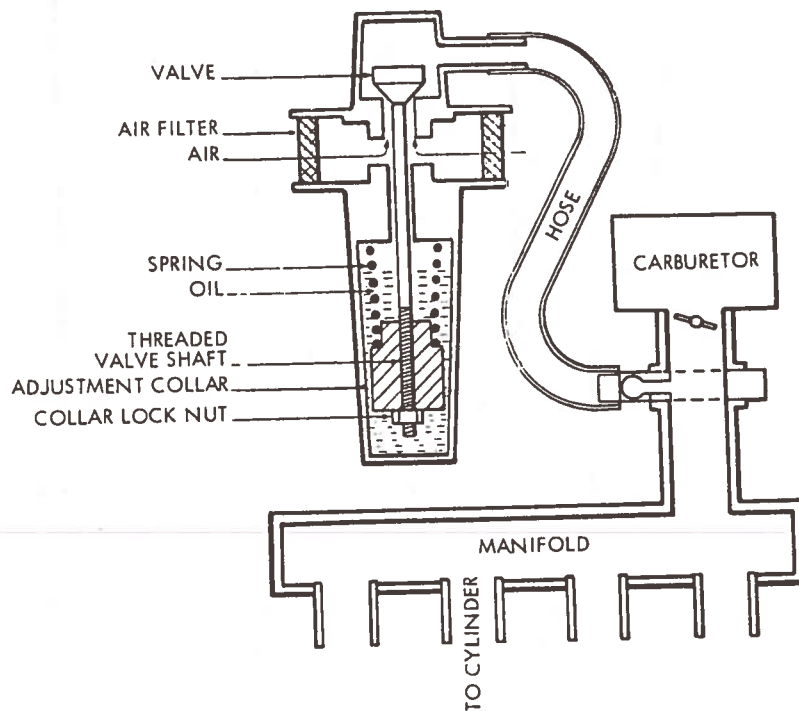 VALVE
AIR FILTER
AIR
HOSE
SPRING
OIL
CARBURETOR
THREADED
VALVE SHAFT
ADJUSTMENT COLLAR
COLLAR LOCK NUT
MANIFOLD
TO CYLINDER